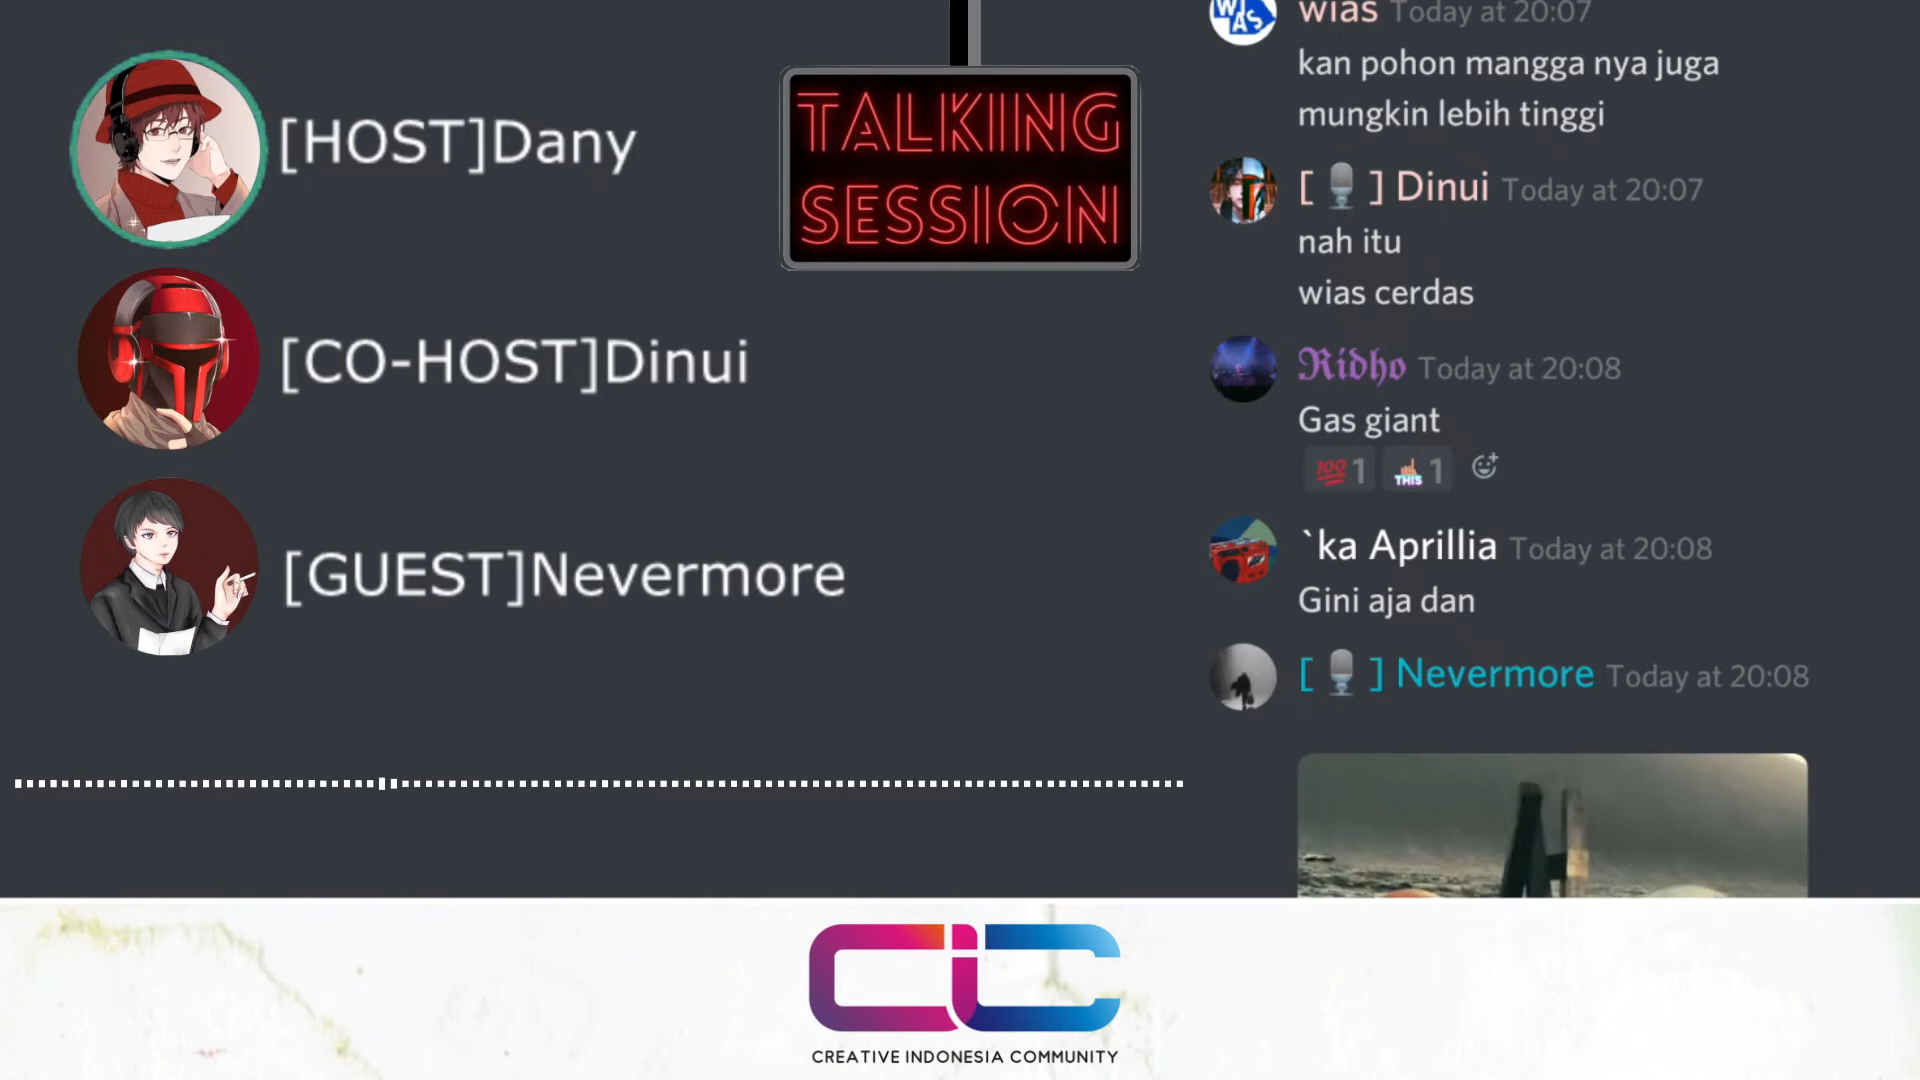 [HOST]Dany
[CO-HOST]Dinui
[GUEST]Nevermore
TALKING
SESSION
wias Today at 20:07
kan pohon mangga nya juga
mungkin lebih tinggi
[🎙️] Dinui Today at 20:07
nah itu
wias cerdas
Ridho Today at 20:08
Gas giant
💯 1 THIS 1
`ka Aprillia Today at 20:08
Gini aja dan
[🎙️] Nevermore Today at 20:08
CIC
CREATIVE INDONESIA COMMUNITY
WIAS